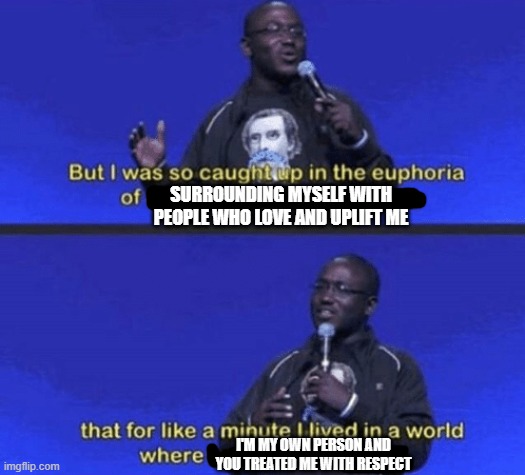 But I was so caught up in the euphoria
of SURROUNDING MYSELF WITH
PEOPLE WHO LOVE AND UPLIFT ME
that for like a minute I lived in a world
where I'M MY OWN PERSON AND
YOU TREATED ME WITH RESPECT
imgflip.com